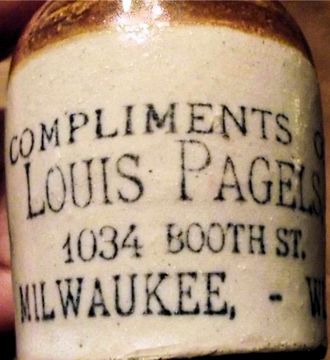 COMPLIMENTS O
LOUIS PAGELS
1034 BOOTH ST.
MILWAUKEE, - W